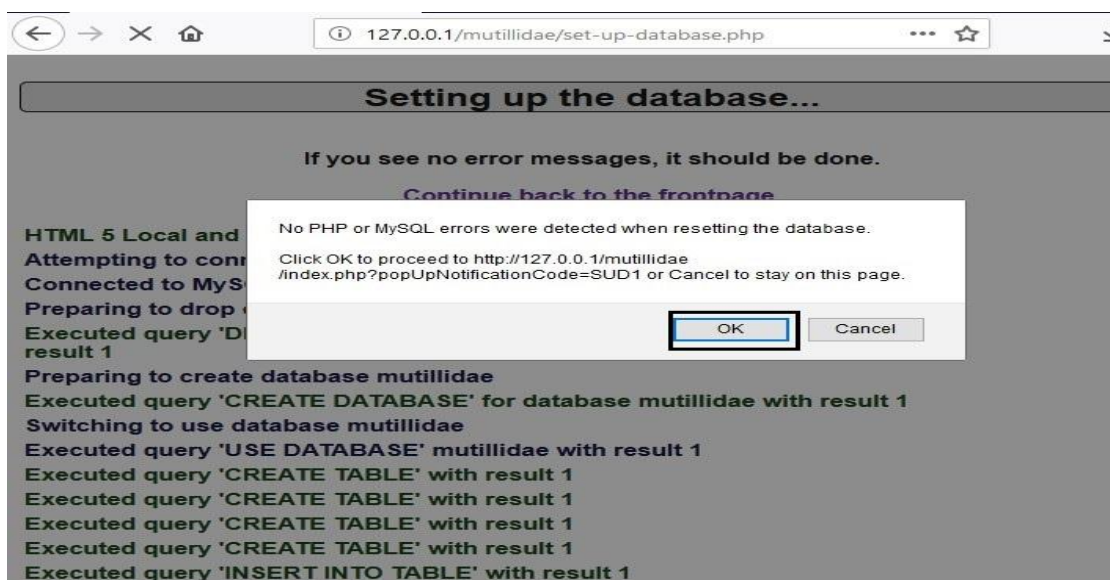 127.0.0.1/mutillidae/set-up-database.php
Setting up the database...
If you see no error messages, it should be done.
Continue back to the frontpage
No PHP or MySQL errors were detected when resetting the database.
Click OK to proceed to http://127.0.0.1/mutillidae
/index.php?popUpNotificationCode=SUD1 or Cancel to stay on this page.
OK Cancel
HTML 5 Local and
Attempting to
Connected to
Preparing to drop
Executed query
result 1
Preparing to create database mutillidae
Executed query 'CREATE DATABASE' for database mutillidae with result 1
Switching to use database mutillidae
Executed query 'USE DATABASE' mutillidae with result 1
Executed query 'CREATE TABLE' with result 1
Executed query 'CREATE TABLE' with result 1
Executed query 'CREATE TABLE' with result 1
Executed query 'CREATE TABLE' with result 1
Executed query 'INSERT INTO TABLE' with result 1